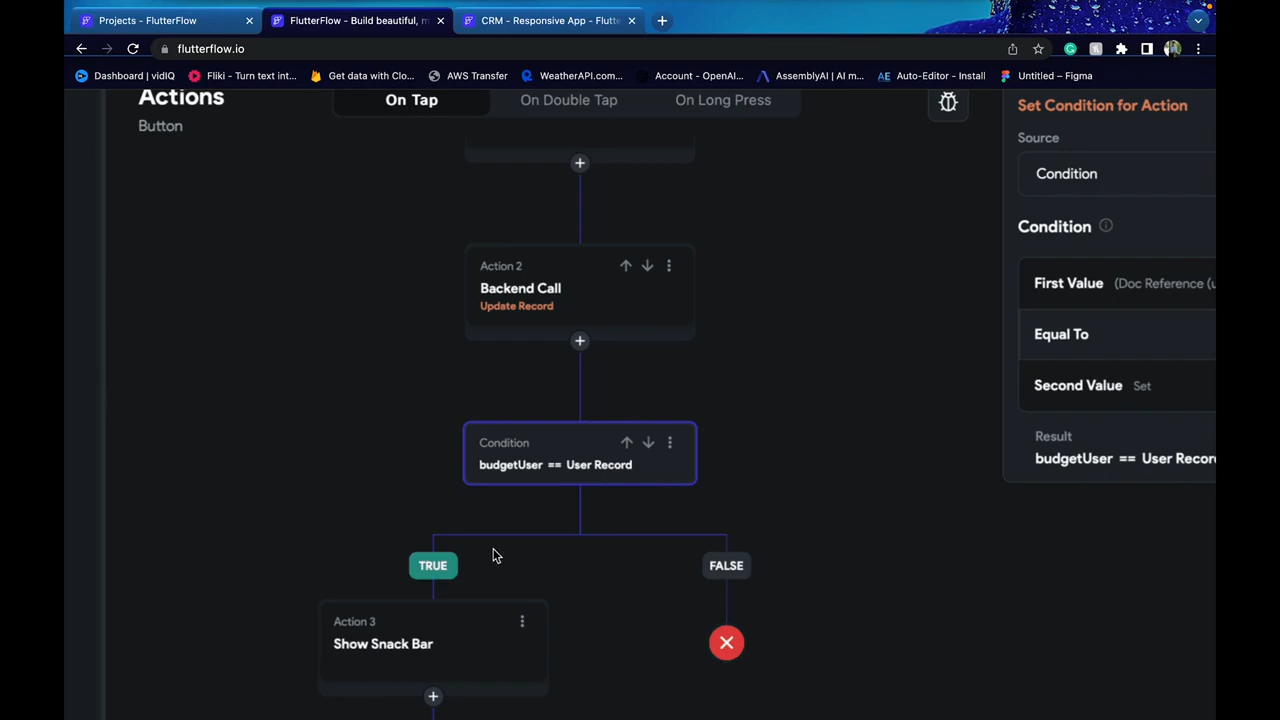 Projects - FlutterFlow
FlutterFlow - Build beautiful, m
CRM - Responsive App - Flutte
flutterflow.io
Dashboard | vidIQ
Fliki - Turn text int...
Get data with Clo...
AWS Transfer
WeatherAPI.com...
Account - OpenAI...
AssemblyAI | AI m...
AE Auto-Editor - Install
Untitled – Figma
Actions
Button
On Tap
On Double Tap
On Long Press
Action 2
Backend Call
Update Record
Condition
budgetUser == User Record
TRUE
FALSE
Action 3
Show Snack Bar
Set Condition for Action
Source
Condition
Condition
First Value (Doc Reference (u
Equal To
Second Value Set
Result
budgetUser == User Recor